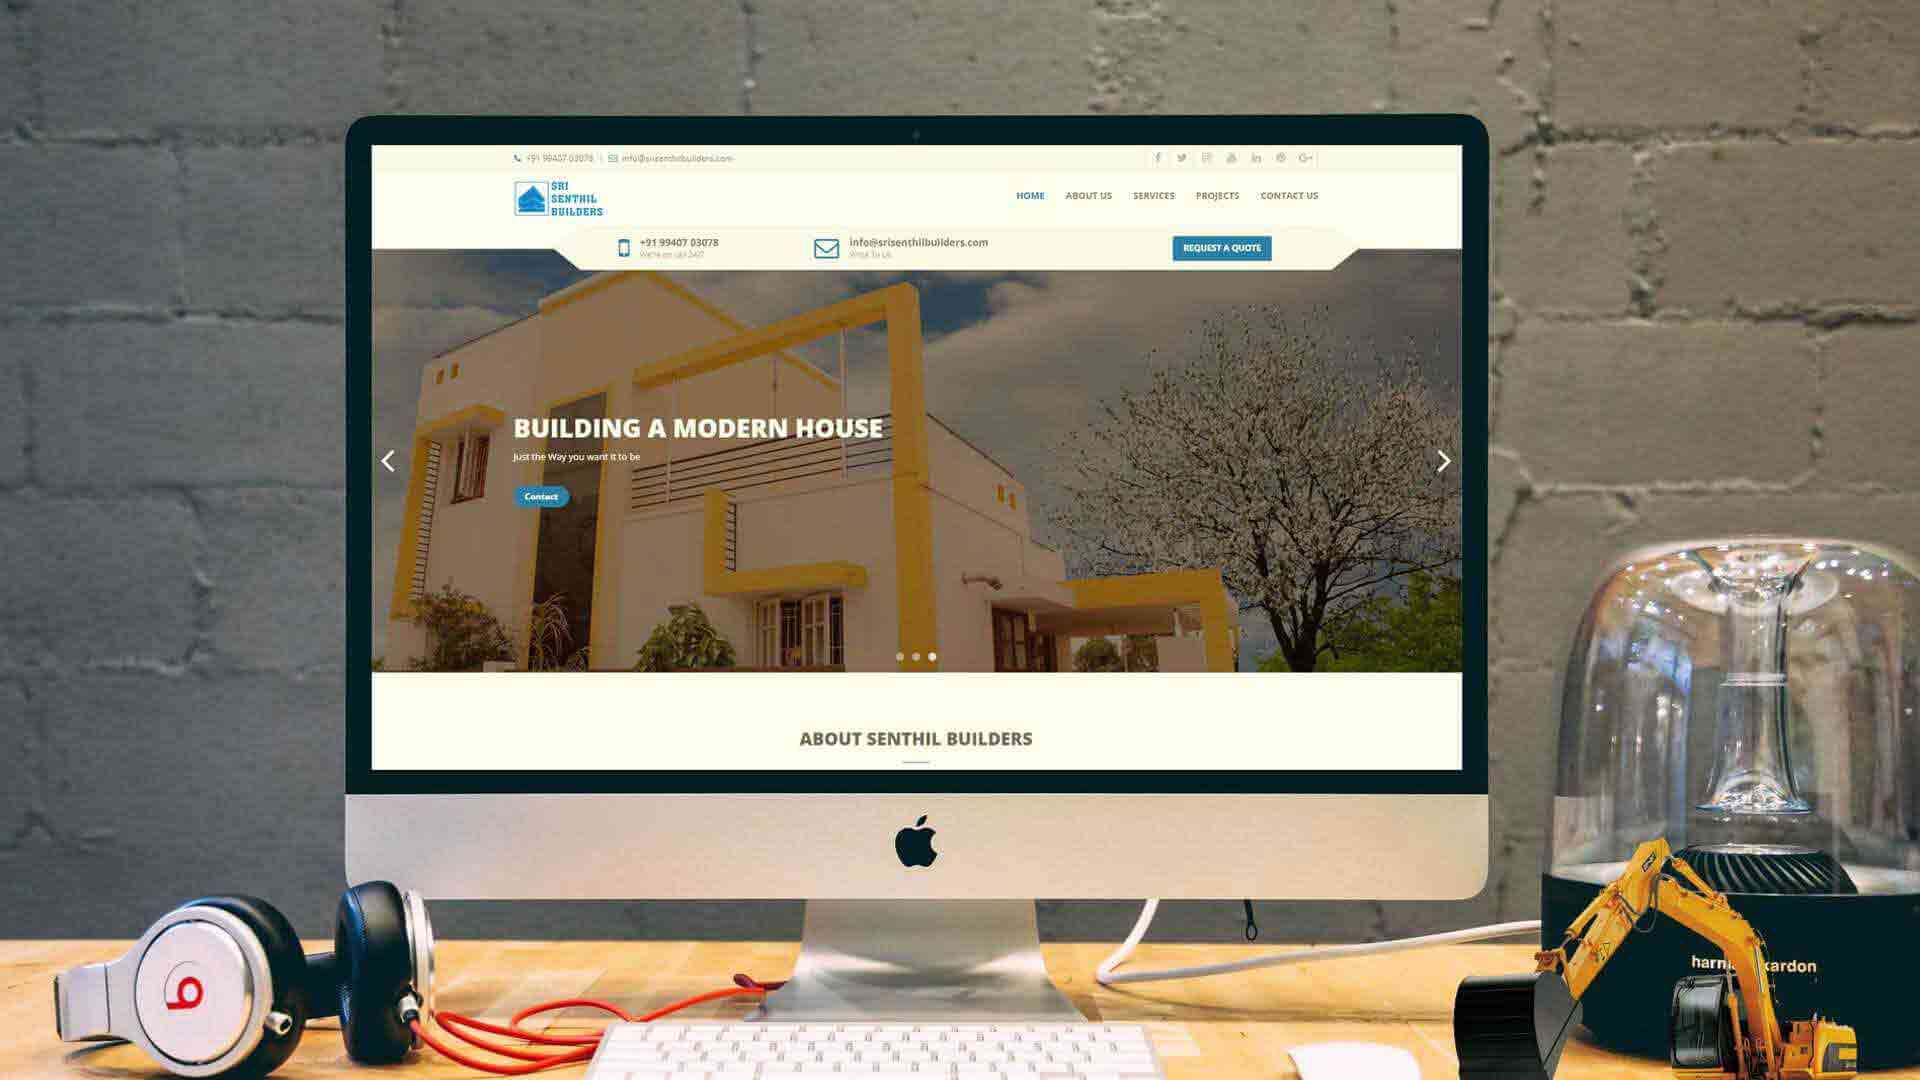 +91 99407 03078 | info@srisenthilbuilders.com
SRI
SENTHIL
BUILDERS
HOME ABOUT US SERVICES PROJECTS CONTACT US
+91 99407 03078
We're on call 24/7
info@srisenthilbuilders.com
Write To Us
REQUEST A QUOTE
BUILDING A MODERN HOUSE
Just the Way you want it to be
Contact
ABOUT SENTHIL BUILDERS
b
kardon